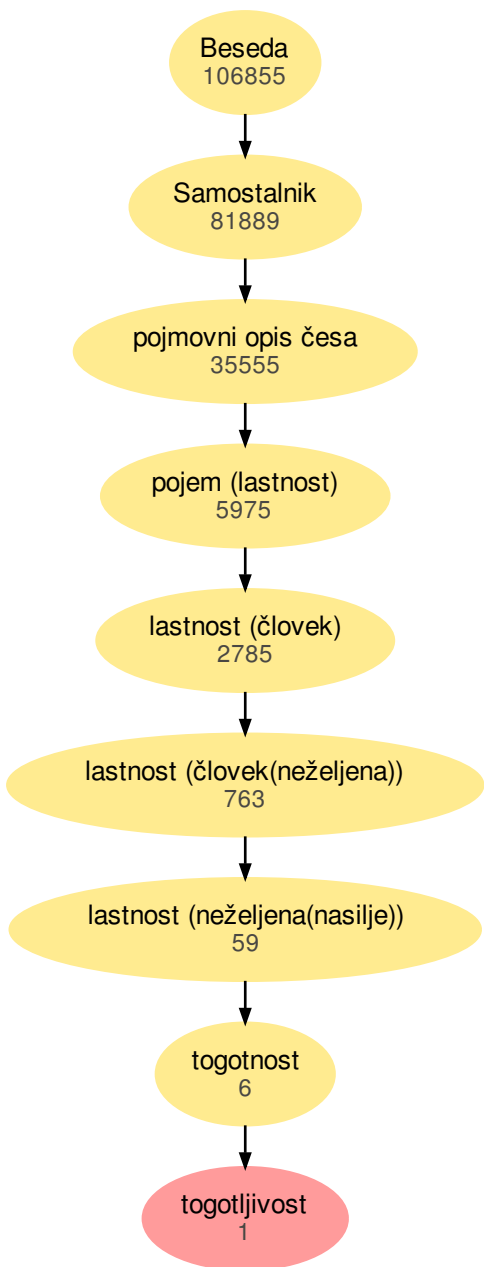 Beseda
106855
Samostalnik
81889
pojmovni opis česa
35555
pojem (lastnost)
5975
lastnost (človek)
2785
lastnost (človek(neželjena))
763
lastnost (neželjena(nasilje))
59
togotnost
6
togotljivost
1